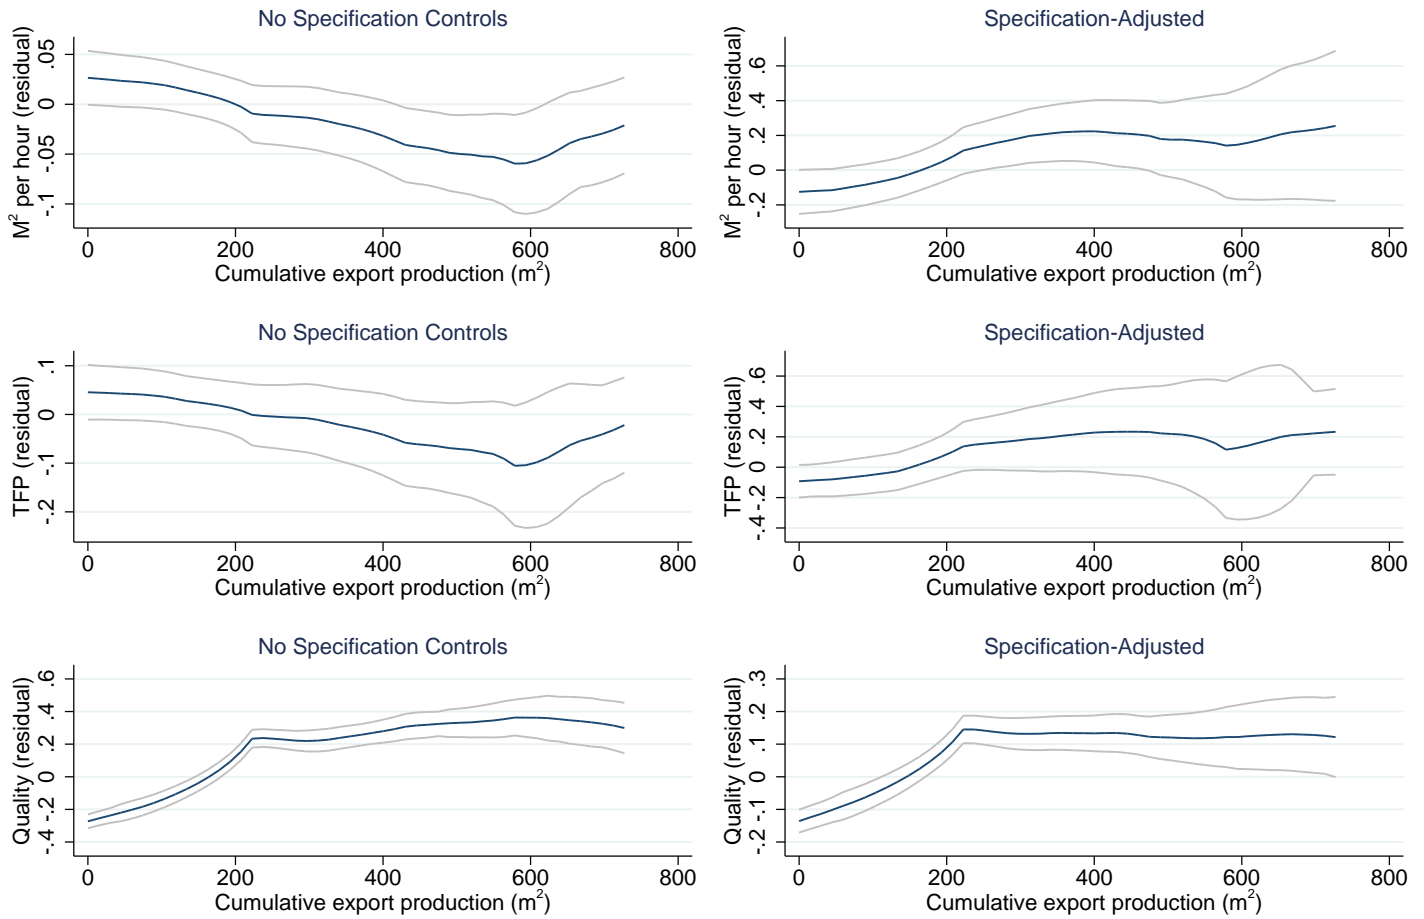 No Specification Controls
M² per hour (residual)
.05
0
-.05
-.1
0 200 400 600 800
Cumulative export production (m²)
Specification-Adjusted
M² per hour (residual)
.6
.4
.2
0
-.2
0 200 400 600 800
Cumulative export production (m²)
No Specification Controls
TFP (residual)
.1
0
-.1
-.2
0 200 400 600 800
Cumulative export production (m²)
Specification-Adjusted
TFP (residual)
.6
.4
.2
0
-.2
-.4
0 200 400 600 800
Cumulative export production (m²)
No Specification Controls
Quality (residual)
.6
.4
.2
0
-.2
-.4
0 200 400 600 800
Cumulative export production (m²)
Specification-Adjusted
Quality (residual)
.3
.2
.1
0
-.1
-.2
0 200 400 600 800
Cumulative export production (m²)